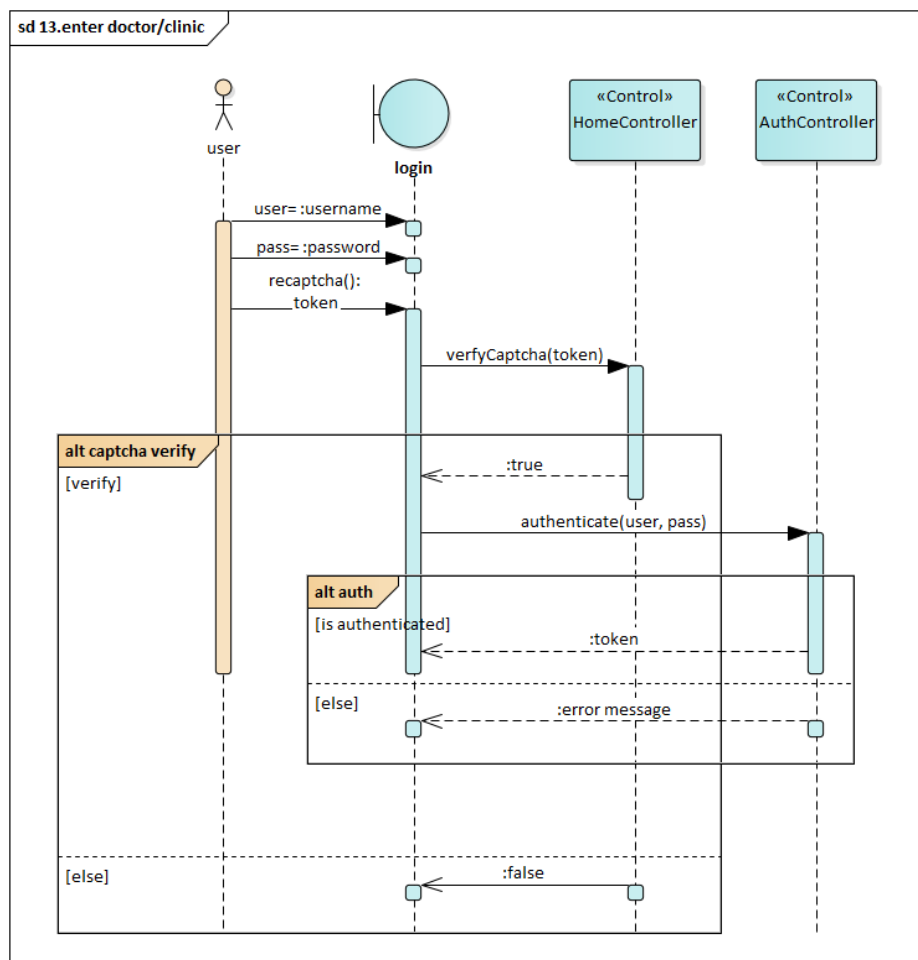 sd 13.enter doctor/clinic
«Control»
HomeController
«Control»
AuthController
user
login
user= :username
pass= :password
recaptcha():
token
verfyCaptcha(token)
alt captcha verify
[verify]
:true
authenticate(user, pass)
alt auth
[is authenticated]
:token
[else]
:error message
[else]
:false